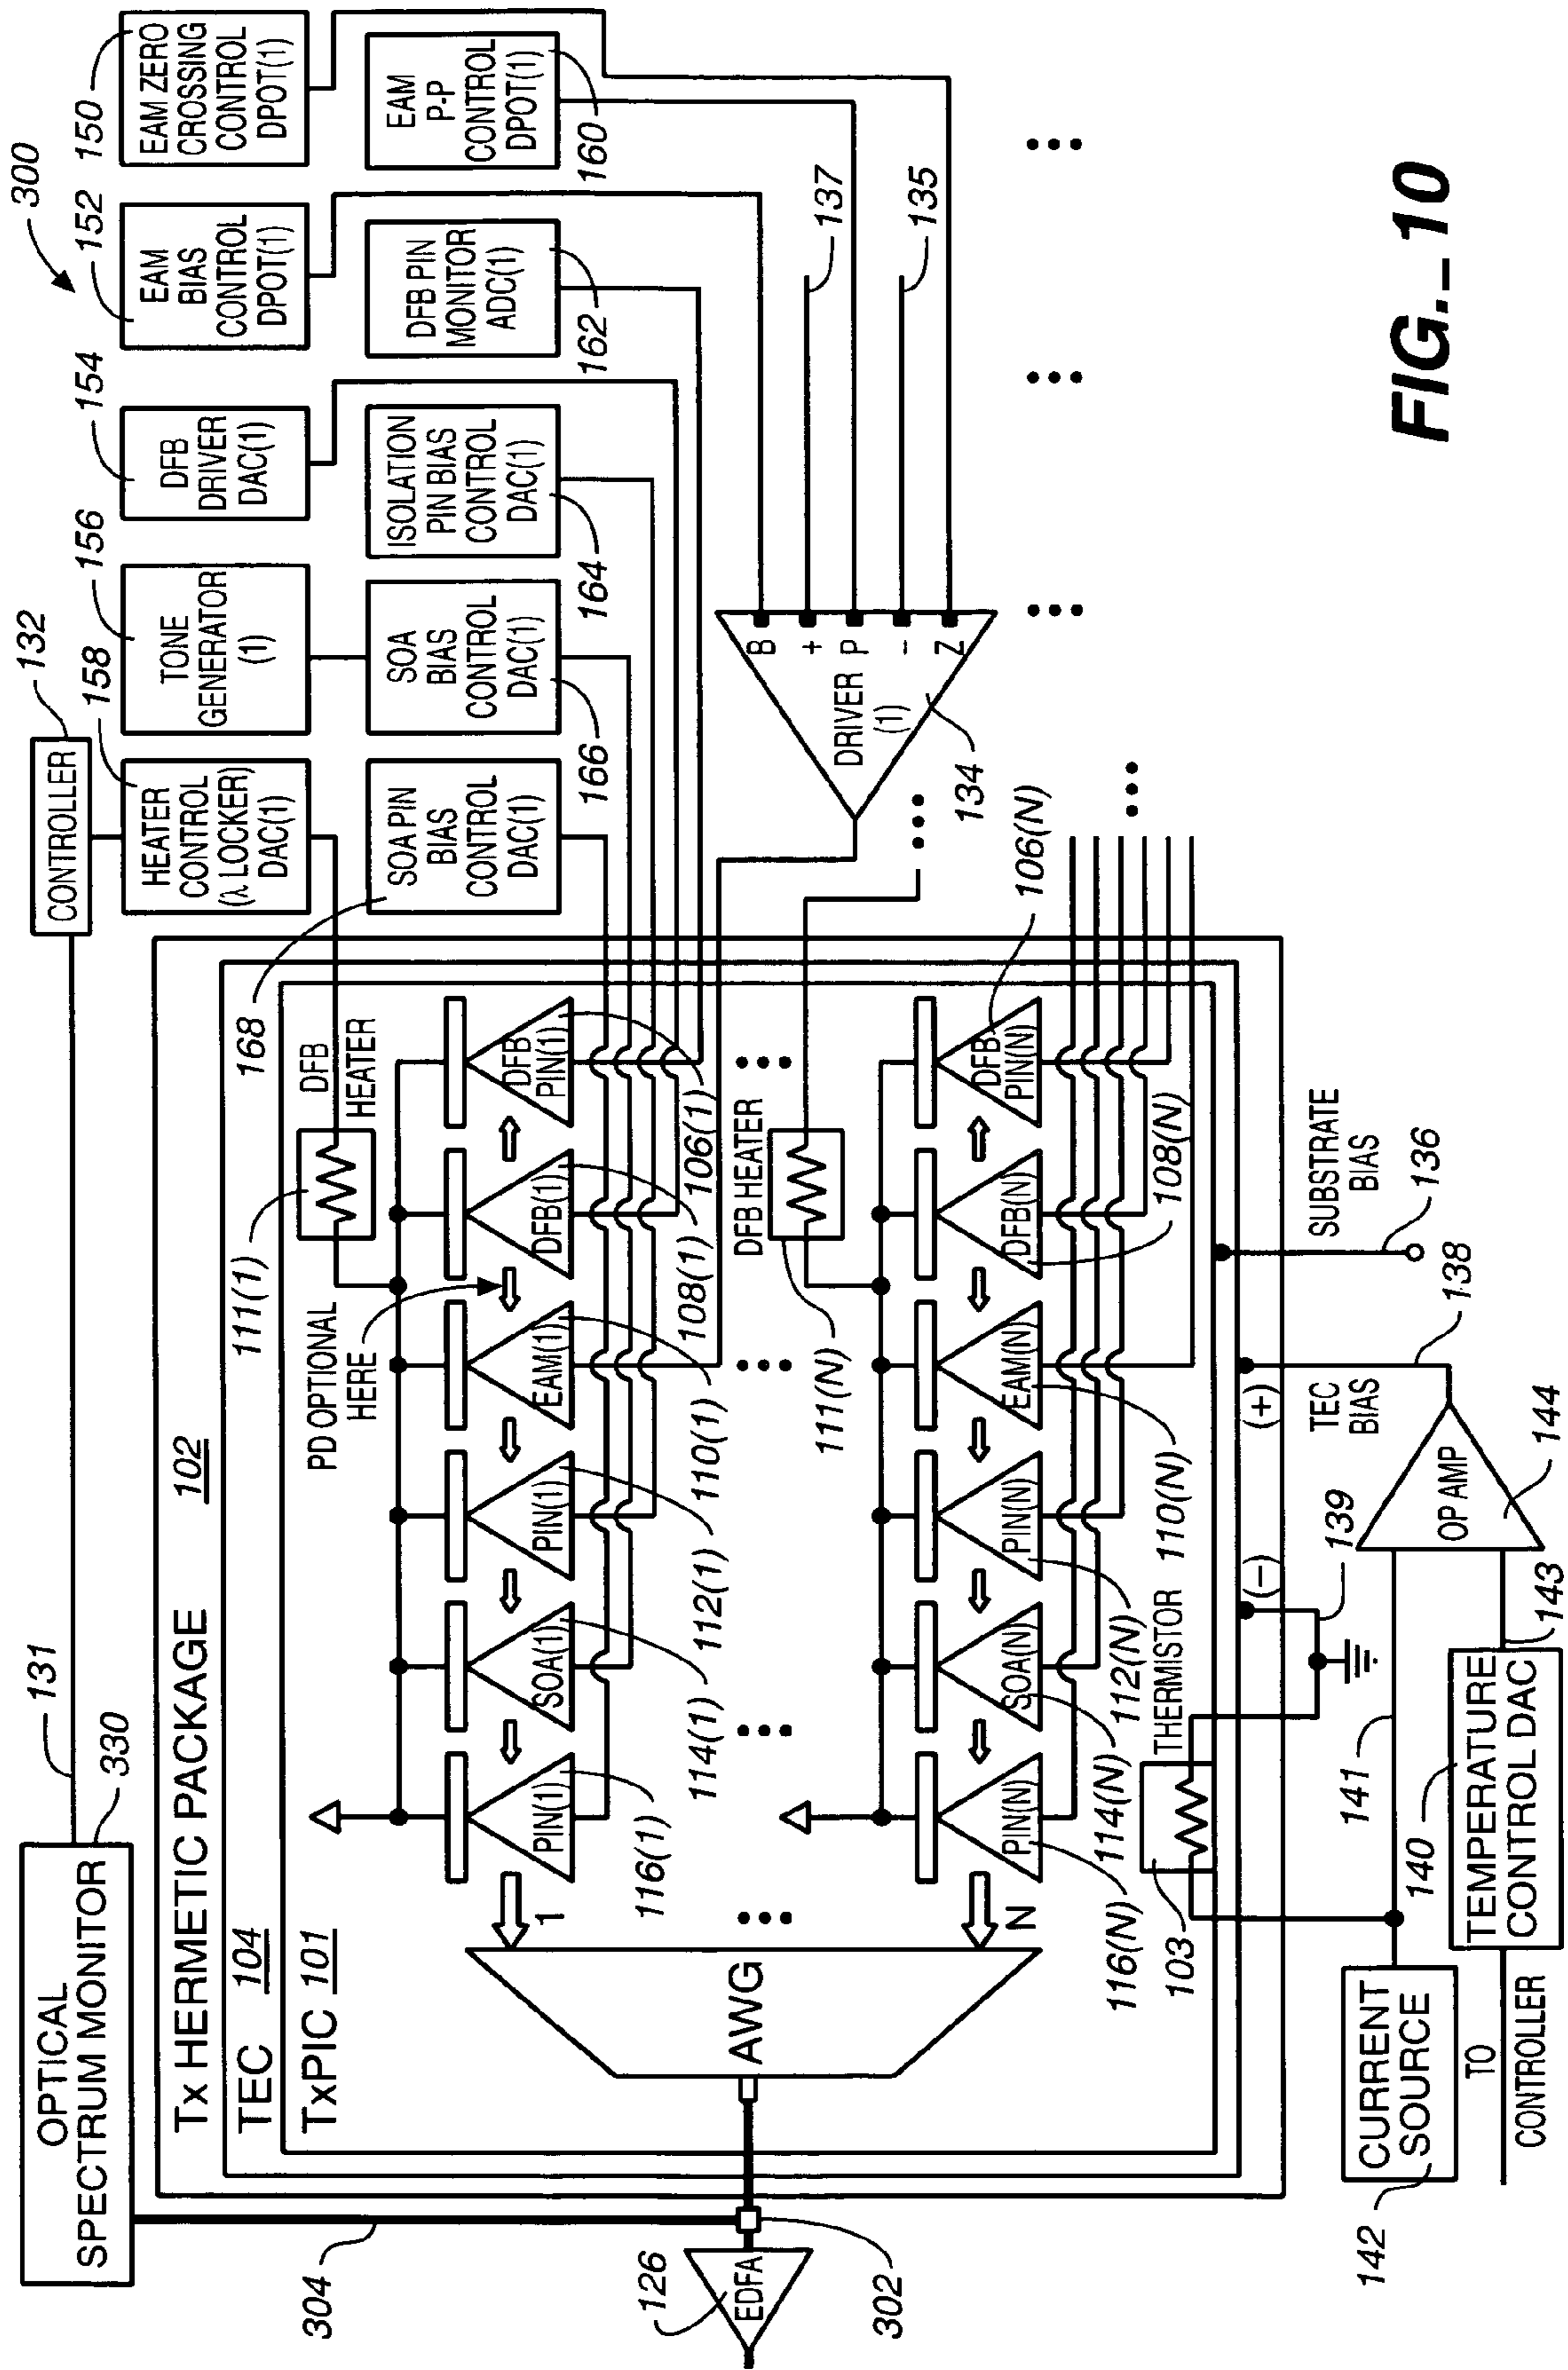 300
150
EAM ZERO
CROSSING
CONTROL
DPOT(1)
152
EAM
BIAS
CONTROL
DPOT(1)
154
DFB
DRIVER
DAC(1)
156
TONE
GENERATOR
(1)
132
CONTROLLER
158
HEATER
CONTROL
(λ LOCKER)
DAC(1)
EAM
P-P
CONTROL
DPOT(1)
160
DFB PIN
MONITOR
ADC(1)
162
ISOLATION
PIN BIAS
CONTROL
DAC(1)
164
SOA
BIAS
CONTROL
DAC(1)
166
SOA PIN
BIAS
CONTROL
DAC(1)
168
131
OPTICAL
SPECTRUM MONITOR
330
Tx HERMETIC PACKAGE 102
TEC 104
TxPIC 101
111(1)
DFB
HEATER
PD OPTIONAL
HERE
PIN(1)
SOA(1)
PIN(1)
EAM(1)
DFB(1)
DFB
PIN(1)
116(1)
114(1)
112(1)
110(1)
108(1)
106(1)
1
AWG
N
304
126
EDFA
302
DFB HEATER
111(N)
PIN(N)
SOA(N)
PIN(N)
EAM(N)
DFB(N)
DFB
PIN(N)
116(N)
114(N)
112(N)
110(N)
108(N)
106(N)
DRIVER
(1)
B
+
P
-
Z
134
137
135
103
THERMISTOR
(-)
139
(+)
TEC
BIAS
138
SUBSTRATE
BIAS
136
141
OP AMP
144
143
CURRENT
SOURCE
142
140
TEMPERATURE
CONTROL DAC
TO
CONTROLLER
FIG._10